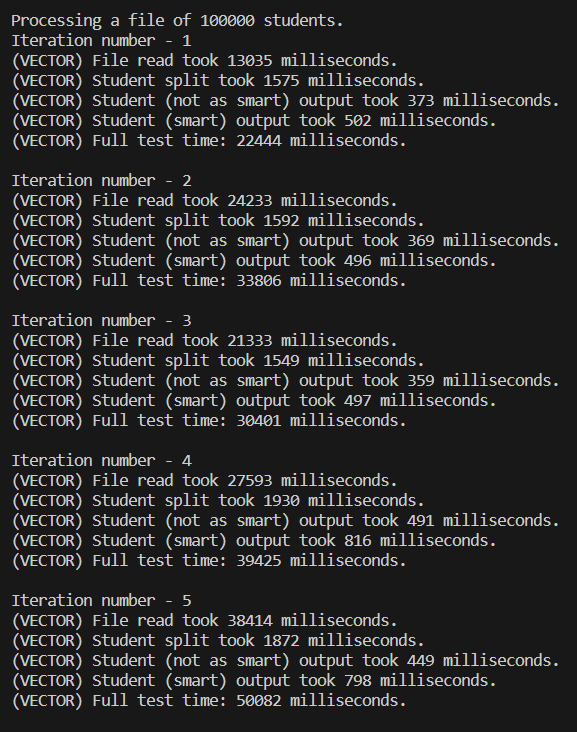 Processing a file of 100000 students.
Iteration number - 1
(VECTOR) File read took 13035 milliseconds.
(VECTOR) Student split took 1575 milliseconds.
(VECTOR) Student (not as smart) output took 373 milliseconds.
(VECTOR) Student (smart) output took 502 milliseconds.
(VECTOR) Full test time: 22444 milliseconds.
Iteration number - 2
(VECTOR) File read took 24233 milliseconds.
(VECTOR) Student split took 1592 milliseconds.
(VECTOR) Student (not as smart) output took 369 milliseconds.
(VECTOR) Student (smart) output took 496 milliseconds.
(VECTOR) Full test time: 33806 milliseconds.
Iteration number - 3
(VECTOR) File read took 21333 milliseconds.
(VECTOR) Student split took 1549 milliseconds.
(VECTOR) Student (not as smart) output took 359 milliseconds.
(VECTOR) Student (smart) output took 497 milliseconds.
(VECTOR) Full test time: 30401 milliseconds.
Iteration number - 4
(VECTOR) File read took 27593 milliseconds.
(VECTOR) Student split took 1930 milliseconds.
(VECTOR) Student (not as smart) output took 491 milliseconds.
(VECTOR) Student (smart) output took 816 milliseconds.
(VECTOR) Full test time: 39425 milliseconds.
Iteration number - 5
(VECTOR) File read took 38414 milliseconds.
(VECTOR) Student split took 1872 milliseconds.
(VECTOR) Student (not as smart) output took 449 milliseconds.
(VECTOR) Student (smart) output took 798 milliseconds.
(VECTOR) Full test time: 50082 milliseconds.